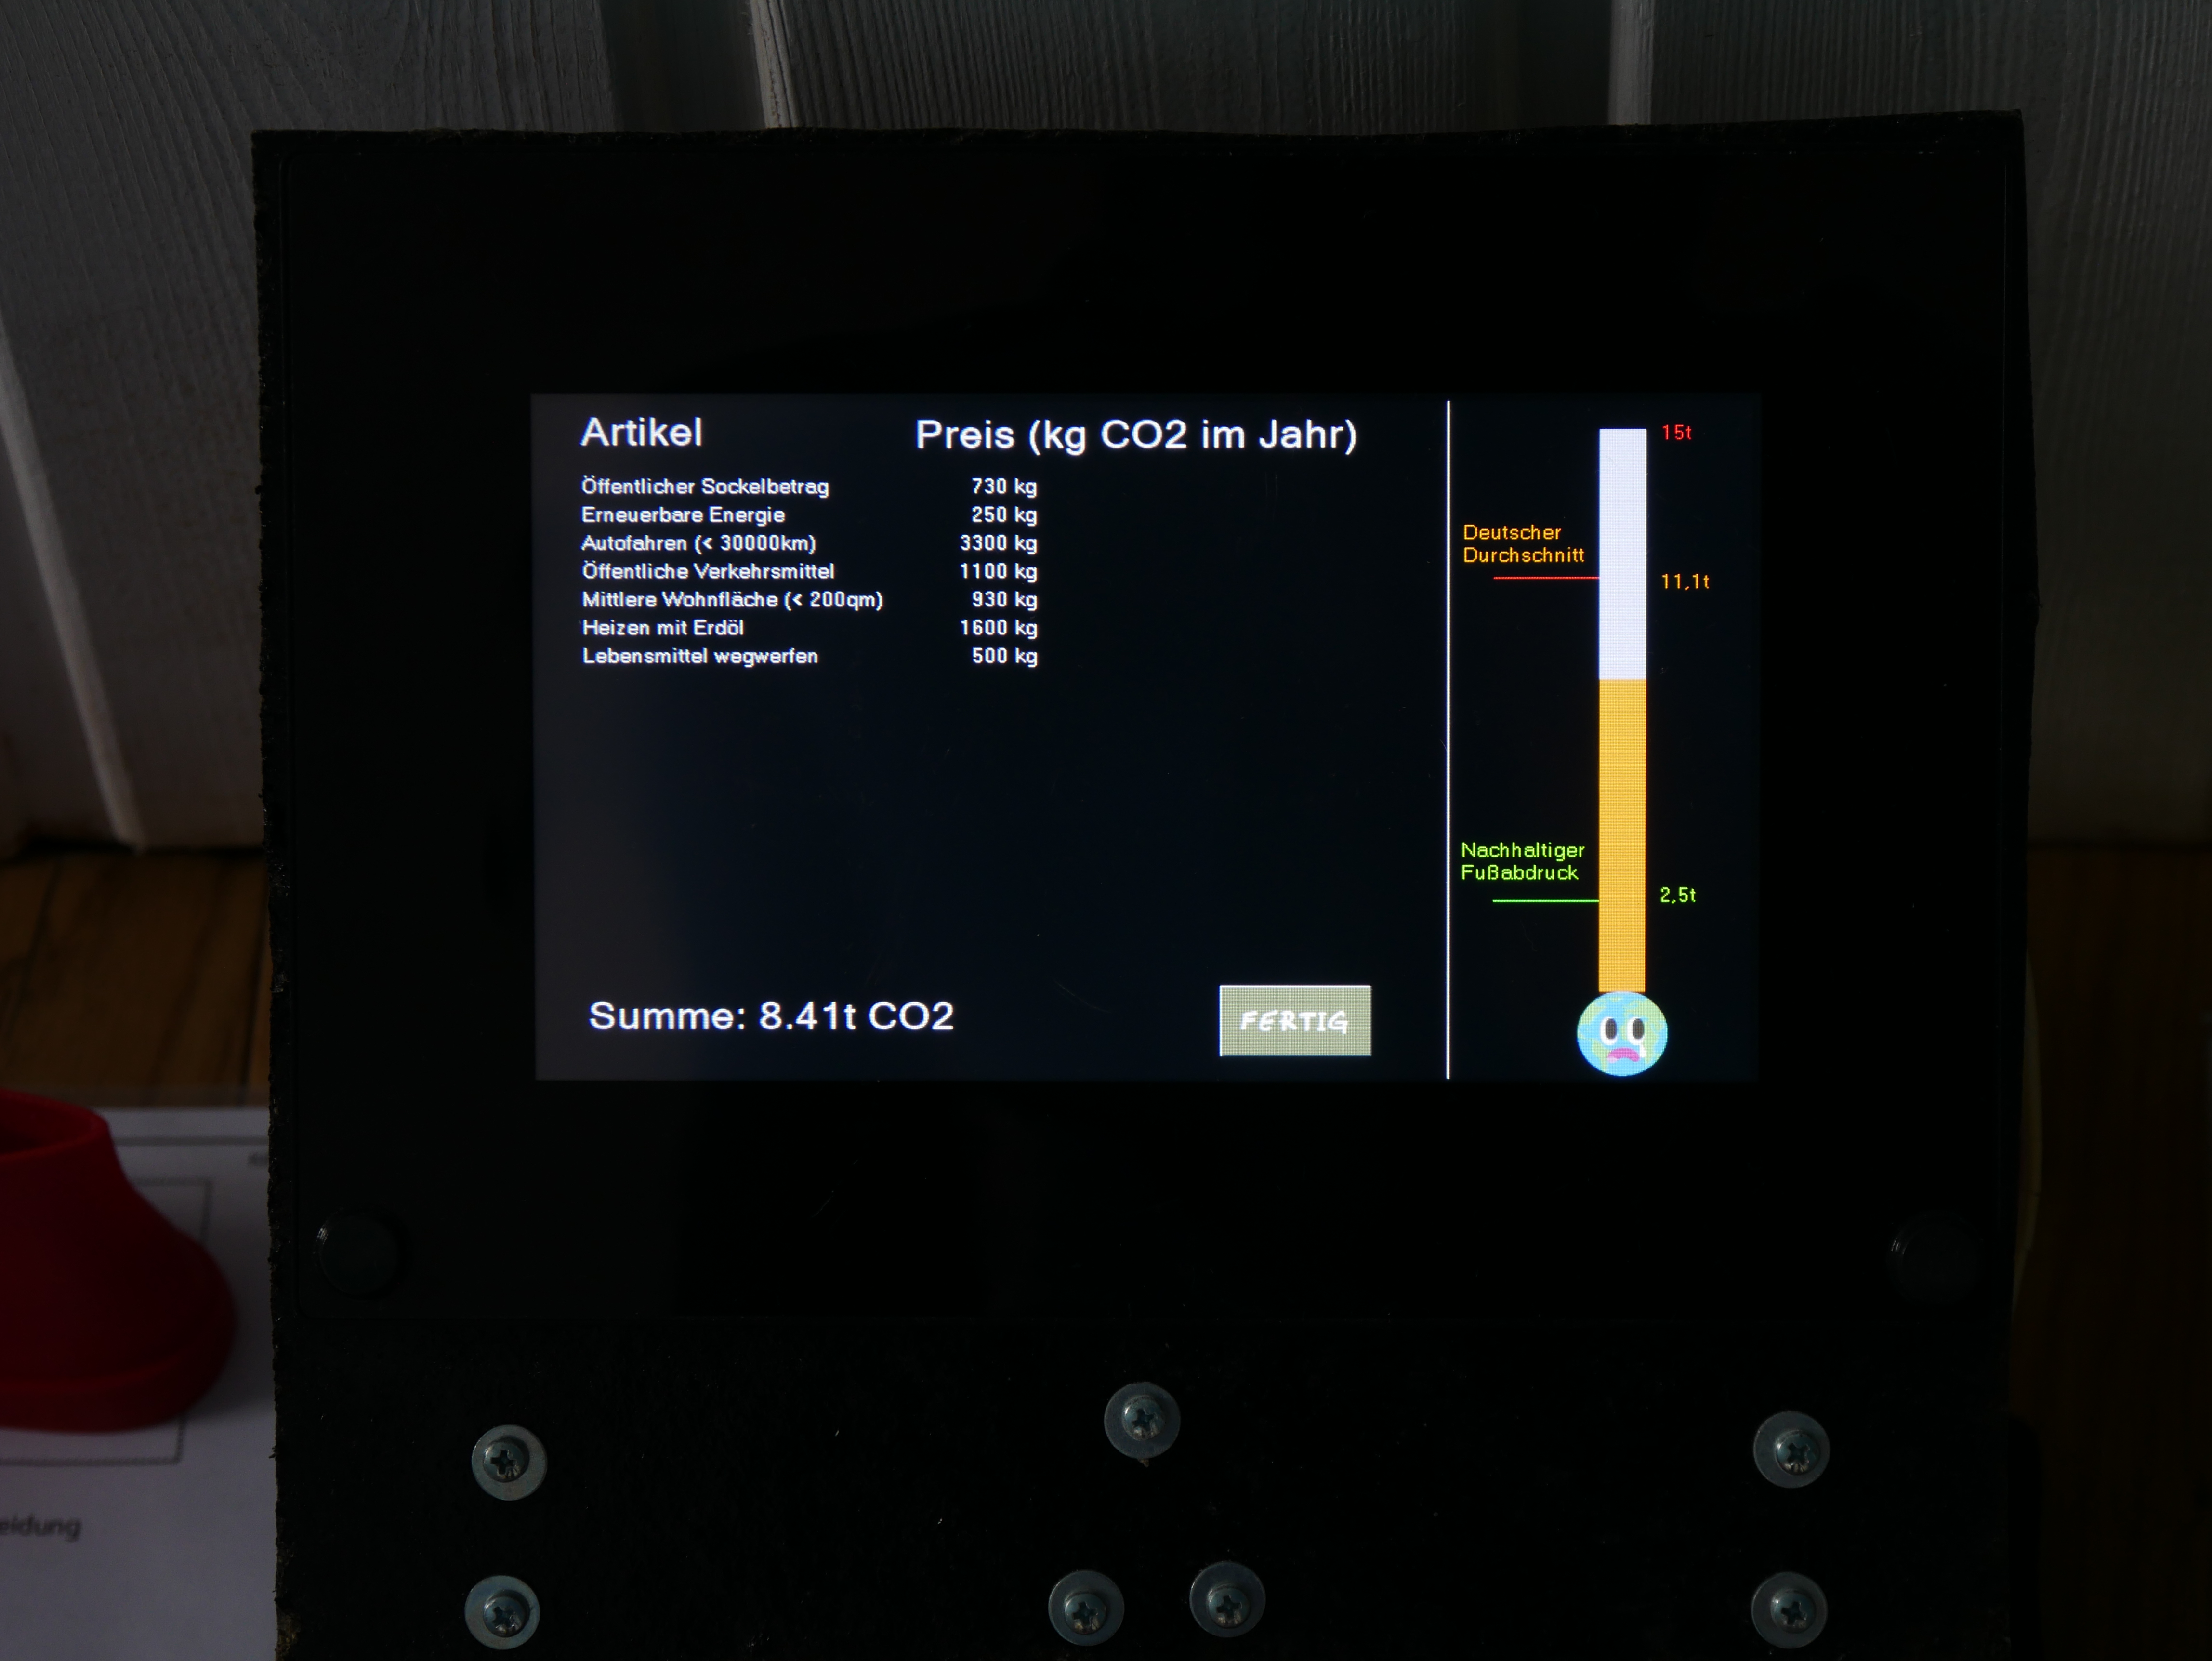 Artikel Preis (kg CO2 im Jahr)
Öffentlicher Sockelbetrag 730 kg
Erneuerbare Energie 250 kg
Autofahren (< 30000km) 3300 kg
Öffentliche Verkehrsmittel 1100 kg
Mittlere Wohnfläche (< 200qm) 930 kg
Heizen mit Erdöl 1600 kg
Lebensmittel wegwerfen 500 kg
Summe: 8.41t CO2
FERTIG
15t
Deutscher
Durchschnitt
11,1t
Nachhaltiger
Fußabdruck
2,5t
eidung